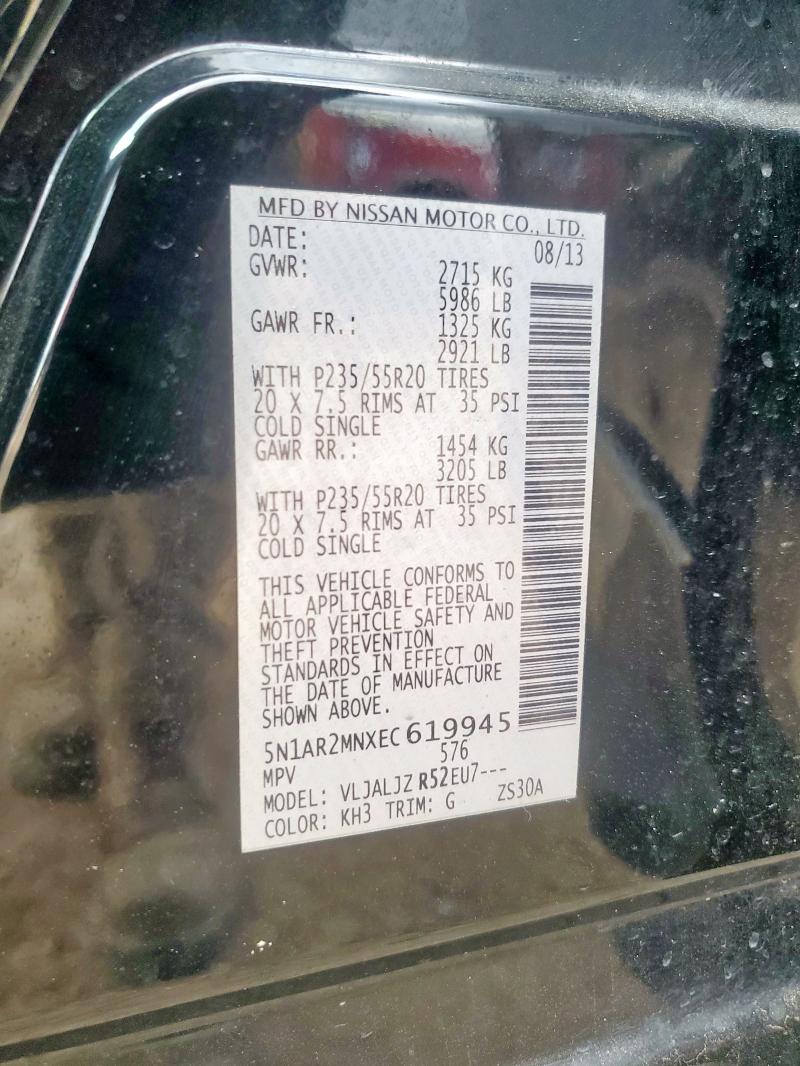 MFD BY NISSAN MOTOR CO., LTD.
DATE: 08/13
GVWR: 2715 KG
5986 LB
GAWR FR.: 1325 KG
2921 LB
WITH P235/55R20 TIRES
20 X 7.5 RIMS AT 35 PSI
COLD SINGLE
GAWR RR.: 1454 KG
3205 LB
WITH P235/55R20 TIRES
20 X 7.5 RIMS AT 35 PSI
COLD SINGLE
THIS VEHICLE CONFORMS TO
ALL APPLICABLE FEDERAL
MOTOR VEHICLE SAFETY AND
THEFT PREVENTION
STANDARDS IN EFFECT ON
THE DATE OF MANUFACTURE
SHOWN ABOVE.
5N1AR2MNXEC619945
MPV 576
MODEL: VLJALJZR52EU7---
COLOR: KH3 TRIM: G ZS30A